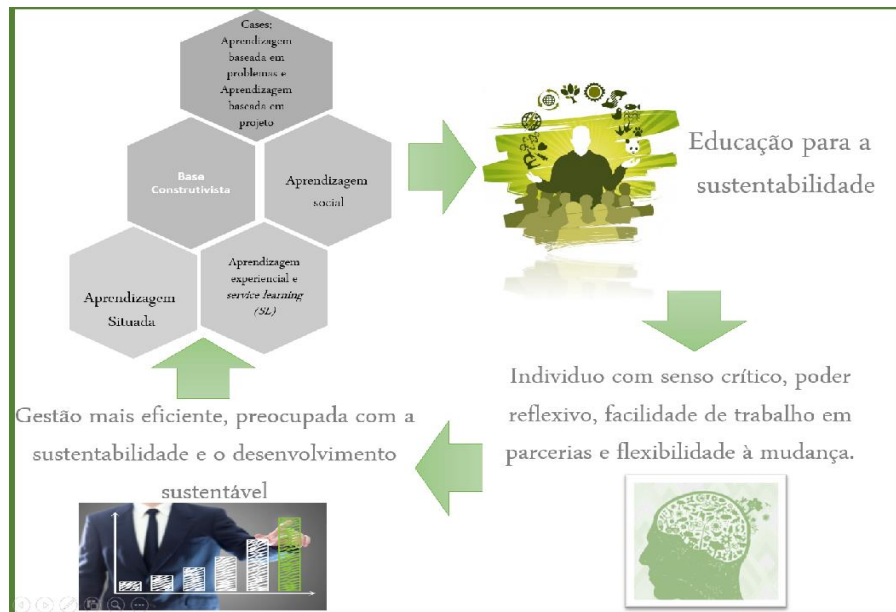 Cases:
Aprendizagem
baseada em
problemas e
Aprendizagem
baseada em
projeto
Base
Construtivista
Aprendizagem
social
Aprendizagem
experiencial e
service learning
(SL)
Aprendizagem
Situada
Educação para a
sustentabilidade
Individuo com senso crítico, poder
reflexivo, facilidade de trabalho em
parcerias e flexibilidade à mudança.
Gestão mais eficiente, preocupada com a
sustentabilidade e o desenvolvimento
sustentável